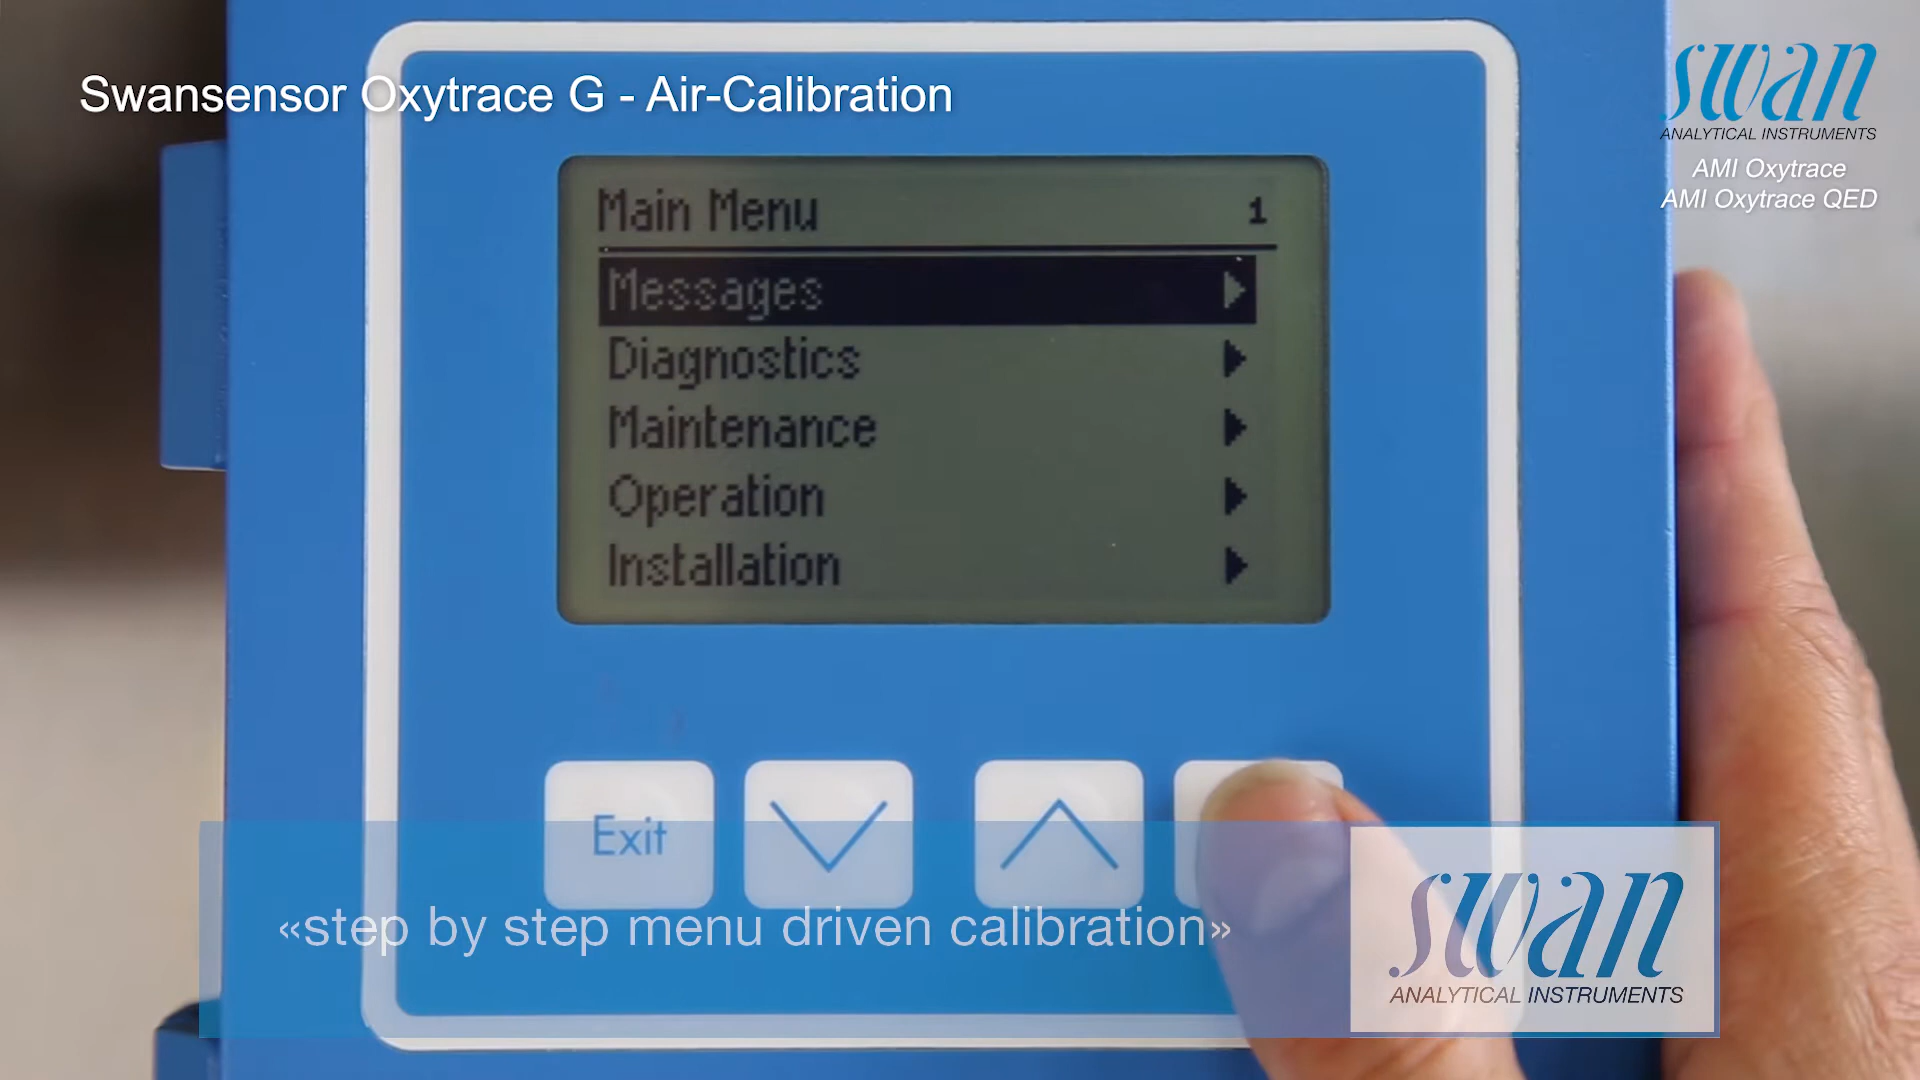 Swansensor Oxytrace G - Air-Calibration
swan
ANALYTICAL INSTRUMENTS
AMI Oxytrace
AMI Oxytrace QED
Main Menu 1
Messages
Diagnostics
Maintenance
Operation
Installation
Exit
«step by step menu driven calibration»
swan
ANALYTICAL INSTRUMENTS